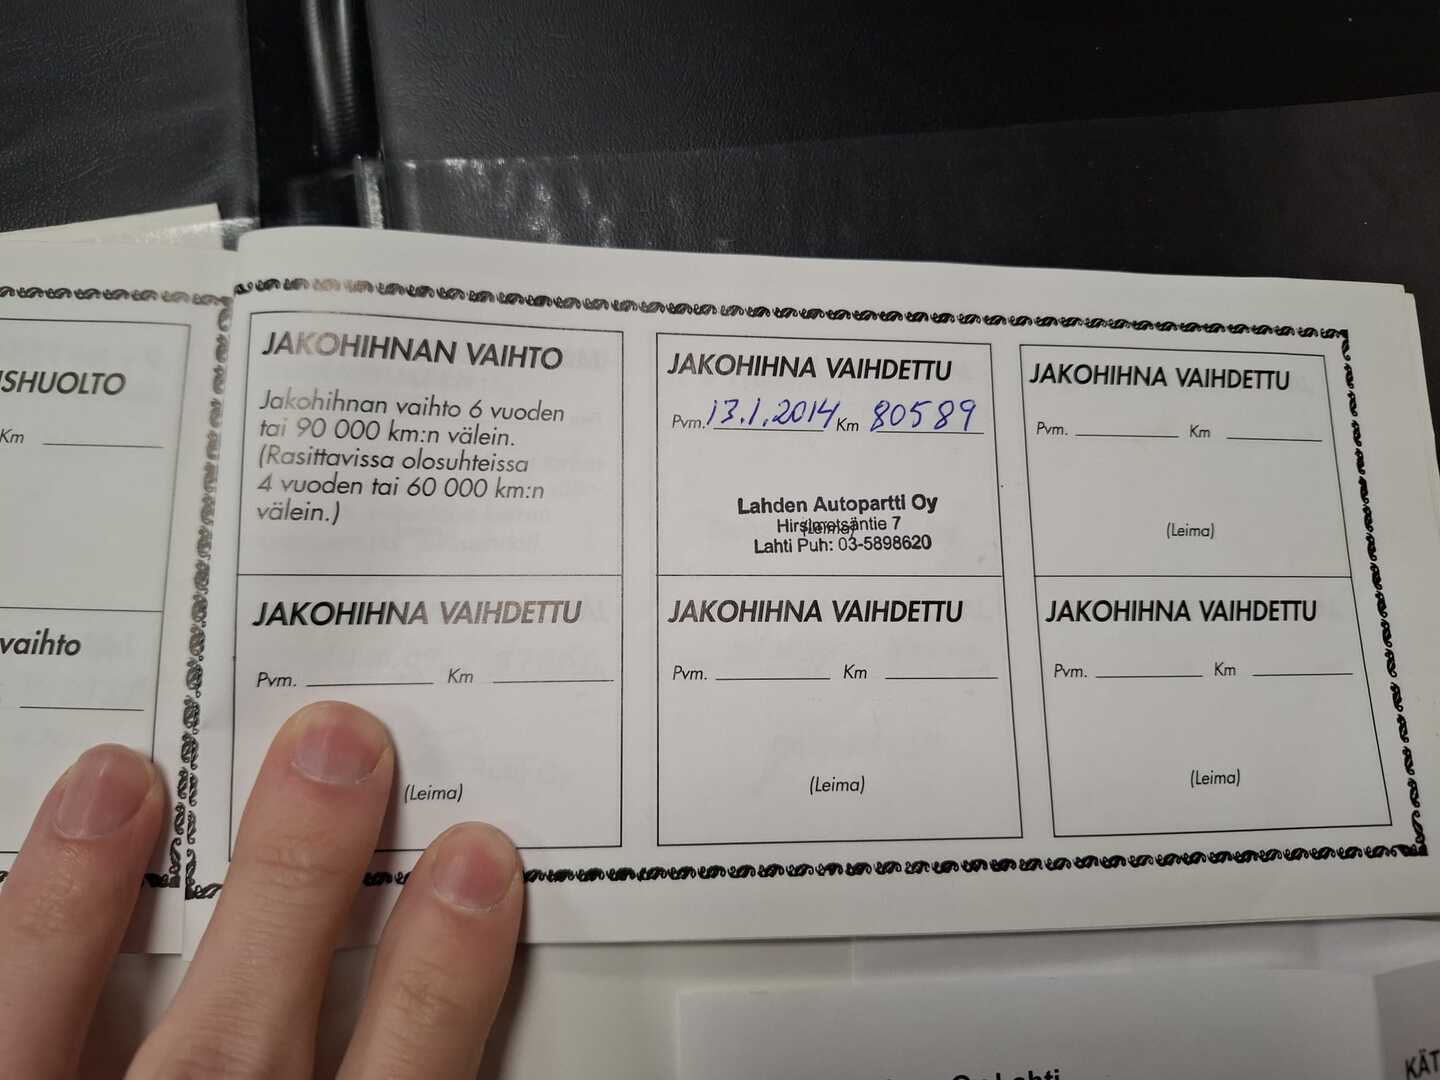 SHUOLTO
Km
vaihto
JAKOHIHNAN VAIHTO
Jakohihnan vaihto 6 vuoden
tai 90 000 km:n välein.
(Rasittavissa olosuhteissa
4 vuoden tai 60 000 km:n
välein.)
JAKOHIHNA VAIHDETTU
Pvm. 13.1.2014 Km 80589
Lahden Autopartti Oy
Hirsimetsäntie 7
(Leima)
Lahti Puh: 03-5898620
JAKOHIHNA VAIHDETTU
Pvm. Km
(Leima)
JAKOHIHNA VAIHDETTU
Pvm. Km
(Leima)
JAKOHIHNA VAIHDETTU
Pvm. Km
(Leima)
JAKOHIHNA VAIHDETTU
Pvm. Km
(Leima)
Lahti
KÄT